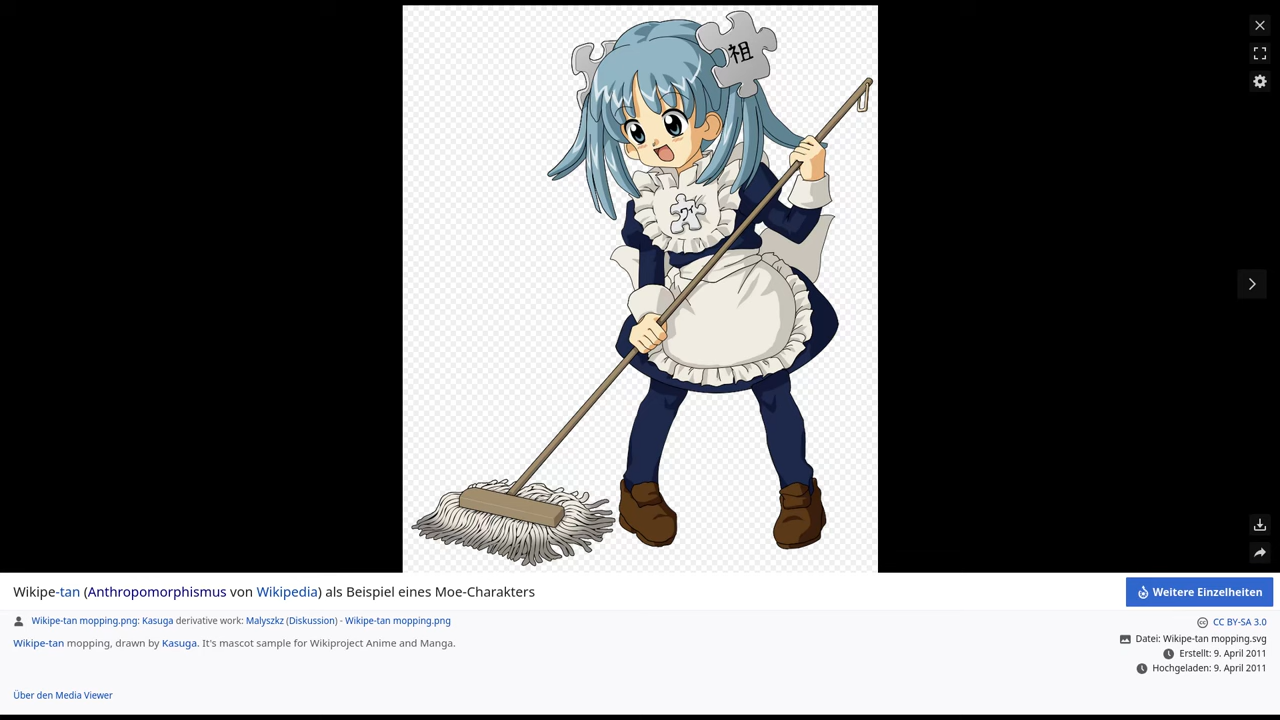 祖
Wikipe-tan (Anthropomorphismus von Wikipedia) als Beispiel eines Moe-Charakters
Weitere Einzelheiten
Wikipe-tan mopping.png: Kasuga derivative work: Malyszkz (Diskussion) - Wikipe-tan mopping.png
CC BY-SA 3.0
Wikipe-tan mopping, drawn by Kasuga. It's mascot sample for Wikiproject Anime and Manga.
Datei: Wikipe-tan mopping.svg
Erstellt: 9. April 2011
Hochgeladen: 9. April 2011
Über den Media Viewer